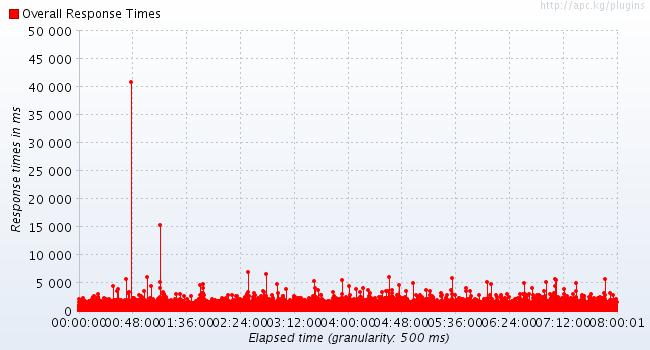 http://apc.kg/plugins
Overall Response Times
50 000
45 000
40 000
35 000
30 000
25 000
20 000
15 000
10 000
5 000
0
Response times in ms
00:00:00 00:48:00 01:36:00 02:24:00 03:12:00 04:00:00 04:48:00 05:36:00 06:24:00 07:12:00 08:00:01
Elapsed time (granularity: 500 ms)